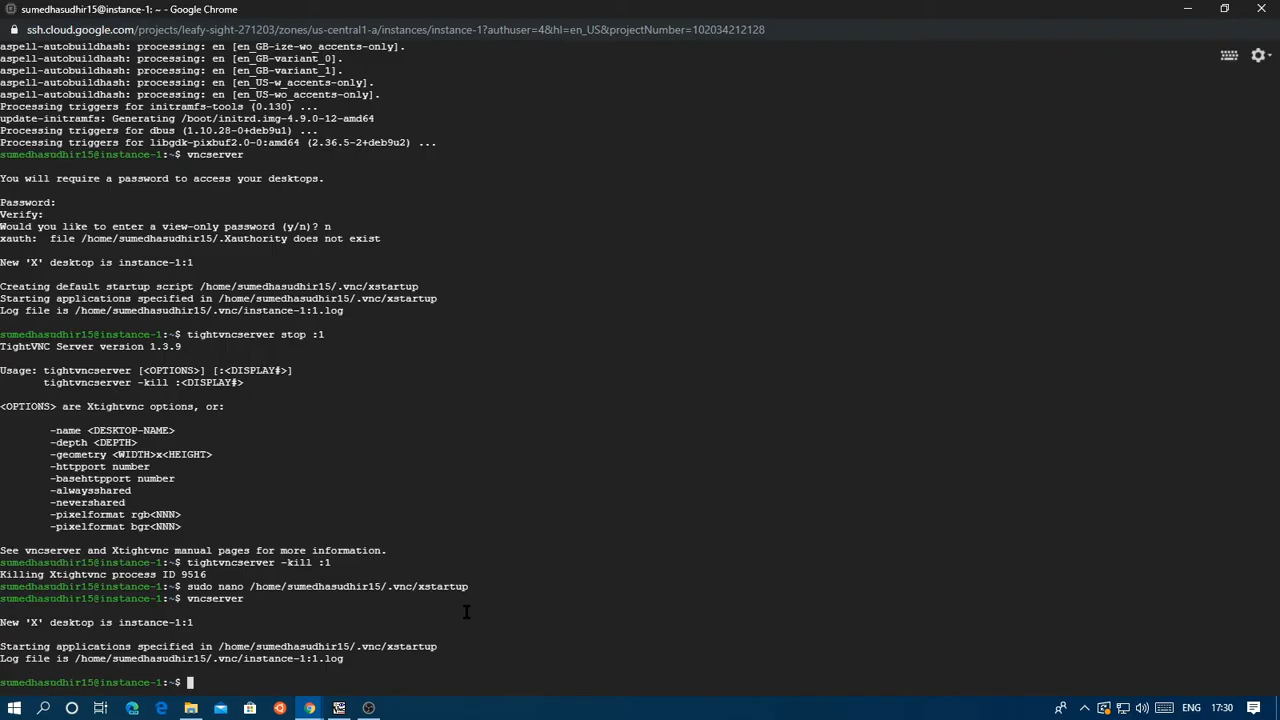 sumedhasudhir15@instance-1: ~ - Google Chrome
ssh.cloud.google.com/projects/leafy-sight-271203/zones/us-central1-a/instances/instance-1?authuser=4&hl=en_US&projectNumber=102034212128
aspell-autobuildhash: processing: en [en_GB-ize-wo_accents-only].
aspell-autobuildhash: processing: en [en_GB-variant_0].
aspell-autobuildhash: processing: en [en_GB-variant_1].
aspell-autobuildhash: processing: en [en_US-w_accents-only].
aspell-autobuildhash: processing: en [en_US-wo_accents-only].
Processing triggers for initramfs-tools (0.130) ...
update-initramfs: Generating /boot/initrd.img-4.9.0-12-amd64
Processing triggers for dbus (1.10.28-0+deb9u1) ...
Processing triggers for libgdk-pixbuf2.0-0:amd64 (2.36.5-2+deb9u2) ...
sumedhasudhir15@instance-1:~$ vncserver
You will require a password to access your desktops.
Password:
Verify:
Would you like to enter a view-only password (y/n)? n
xauth:  file /home/sumedhasudhir15/.Xauthority does not exist
New 'X' desktop is instance-1:1
Creating default startup script /home/sumedhasudhir15/.vnc/xstartup
Starting applications specified in /home/sumedhasudhir15/.vnc/xstartup
Log file is /home/sumedhasudhir15/.vnc/instance-1:1.log
sumedhasudhir15@instance-1:~$ tightvncserver stop :1
TightVNC Server version 1.3.9
Usage: tightvncserver [<OPTIONS>] [:<DISPLAY#>]
tightvncserver -kill :<DISPLAY#>
<OPTIONS> are Xtightvnc options, or:
-name <DESKTOP-NAME>
-depth <DEPTH>
-geometry <WIDTH>x<HEIGHT>
-httpport number
-basehttpport number
-alwaysshared
-nevershared
-pixelformat rgb<NNN>
-pixelformat bgr<NNN>
See vncserver and Xtightvnc manual pages for more information.
sumedhasudhir15@instance-1:~$ tightvncserver -kill :1
Killing Xtightvnc process ID 9516
sumedhasudhir15@instance-1:~$ sudo nano /home/sumedhasudhir15/.vnc/xstartup
sumedhasudhir15@instance-1:~$ vncserver
New 'X' desktop is instance-1:1
Starting applications specified in /home/sumedhasudhir15/.vnc/xstartup
Log file is /home/sumedhasudhir15/.vnc/instance-1:1.log
sumedhasudhir15@instance-1:~$
ENG 17:30